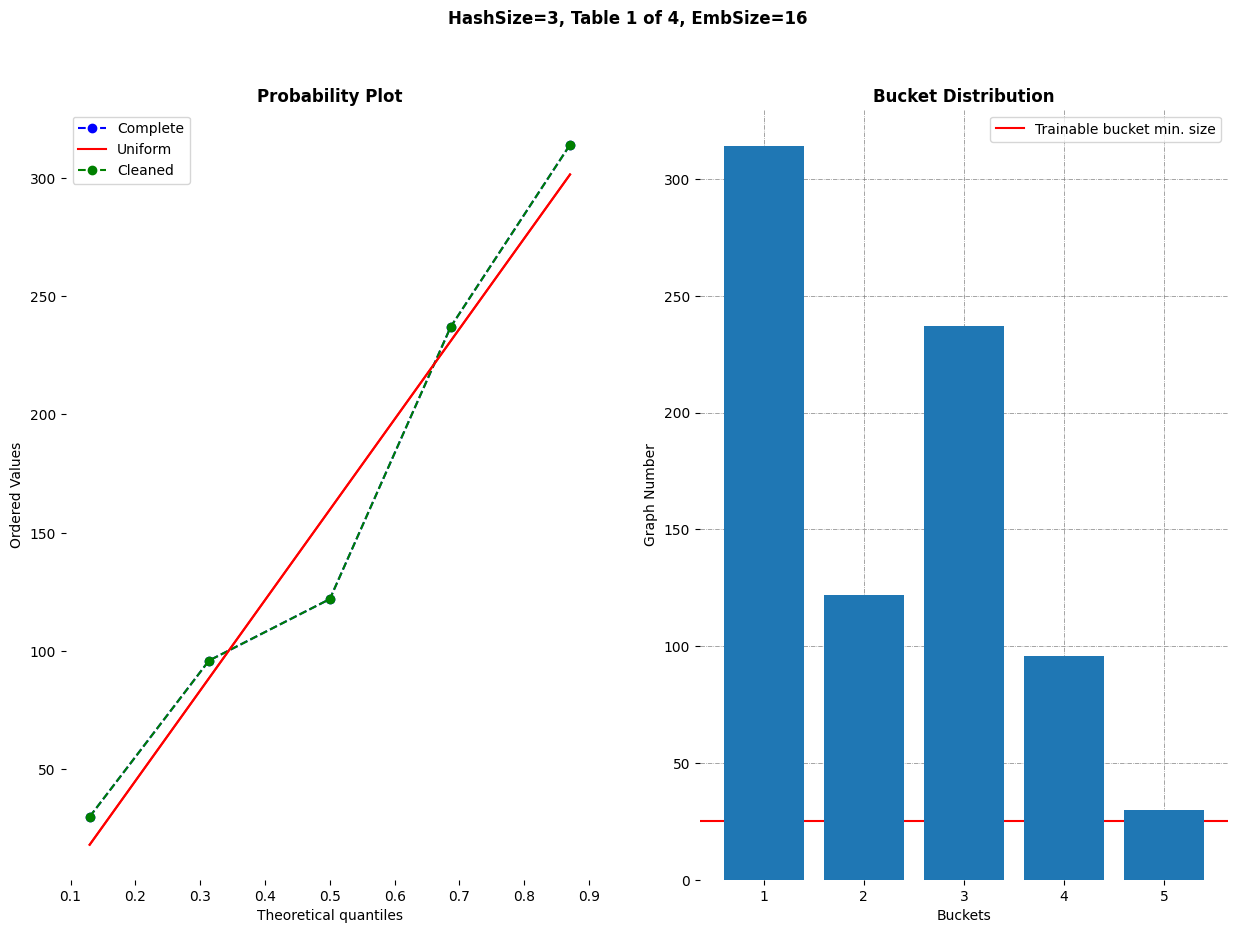 HashSize=3, Table 1 of 4, EmbSize=16
Probability Plot
Complete
Uniform
Cleaned
300
250
200
150
100
50
Ordered Values
0.1 0.2 0.3 0.4 0.5 0.6 0.7 0.8 0.9
Theoretical quantiles
Bucket Distribution
Trainable bucket min. size
300
250
200
150
100
50
0
Graph Number
1 2 3 4 5
Buckets